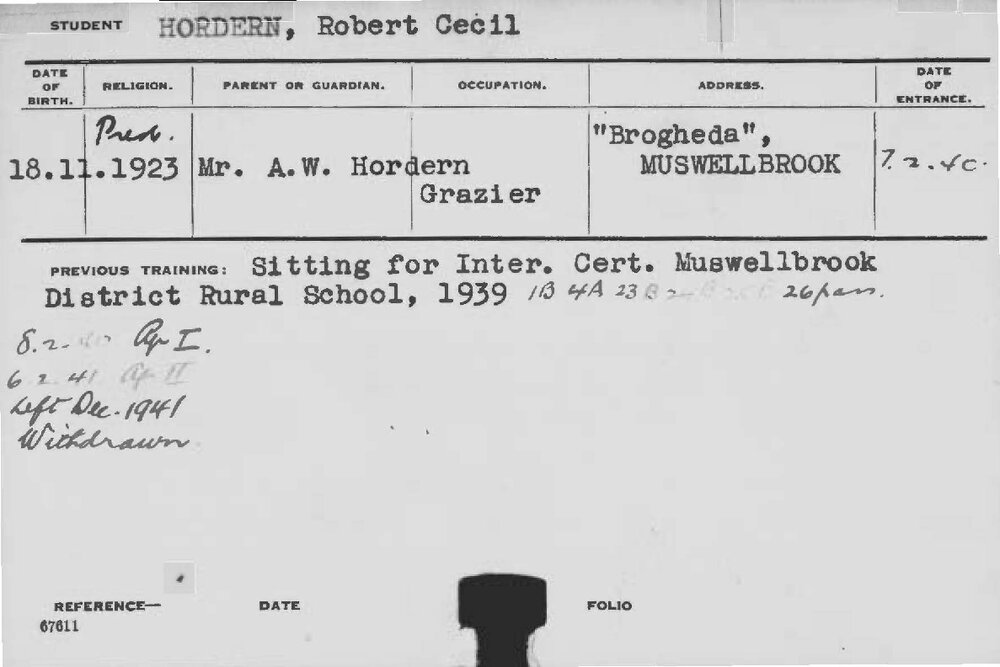 STUDENT HORDERN, Robert Cecil
DATE OF BIRTH. RELIGION. PARENT OR GUARDIAN. OCCUPATION. ADDRESS. DATE OF ENTRANCE.
Pres. "Brogheda",
18.11.1923 Mr. A.W. Hordern MUSWELLBROOK 7.2.40.
Grazier
PREVIOUS TRAINING: Sitting for Inter. Cert. Muswellbrook
District Rural School, 1939 1B 4A 23B 26 pass.
8.2. Ag I.
6 2 41 Ag II
Left Dec. 1941
Withdrawn
REFERENCE— DATE FOLIO
67611